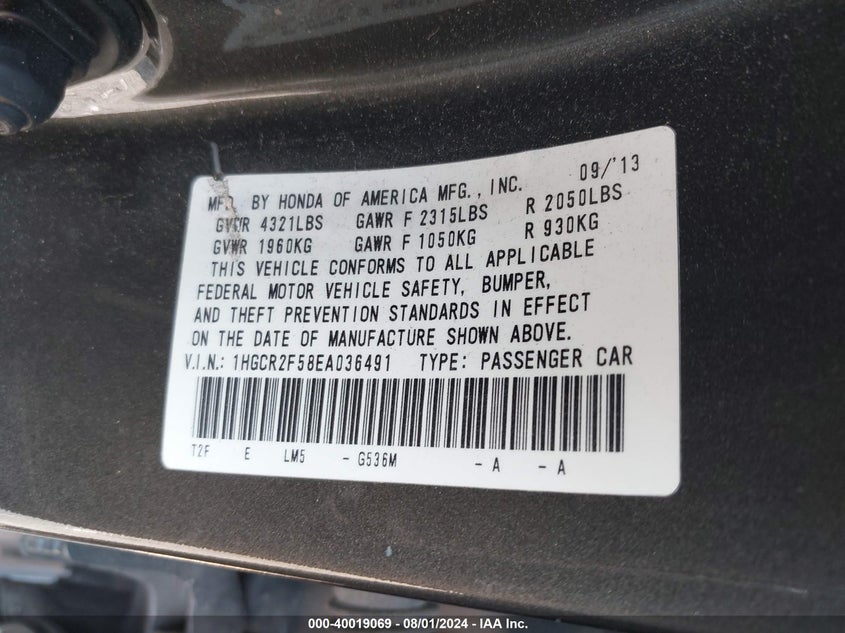 09/'13
MFD. BY HONDA OF AMERICA MFG., INC.
GVWR 4321LBS GAWR F 2315LBS R 2050LBS
GVWR 1960KG GAWR F 1050KG R 930KG
THIS VEHICLE CONFORMS TO ALL APPLICABLE
FEDERAL MOTOR VEHICLE SAFETY, BUMPER,
AND THEFT PREVENTION STANDARDS IN EFFECT
ON THE DATE OF MANUFACTURE SHOWN ABOVE.
V.I.N.: 1HGCR2F58EA036491 TYPE: PASSENGER CAR
T2F E LM5 - G536M - A - A
000-40019069 - 08/01/2024 - IAA Inc.